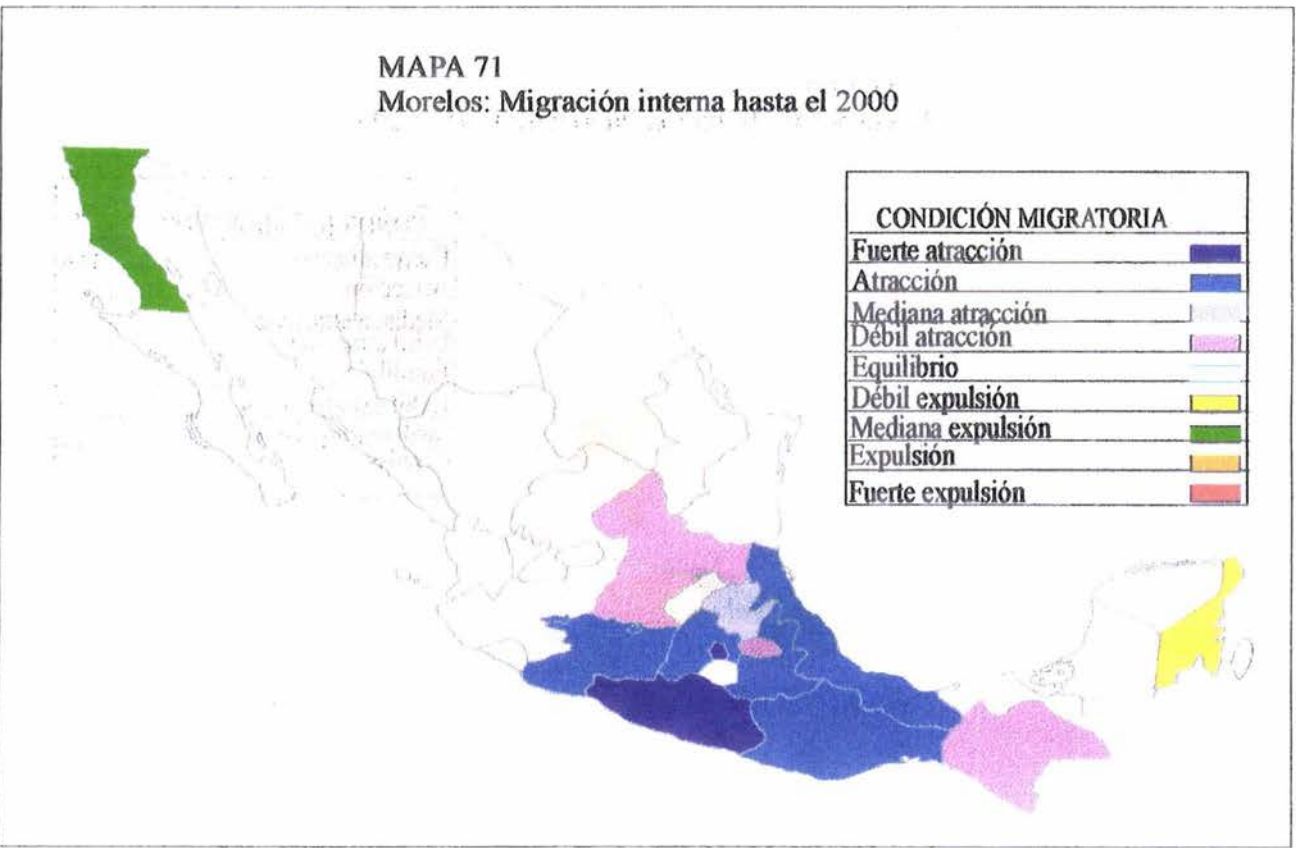 MAPA 71
Morelos: Migración interna hasta el 2000
CONDICIÓN MIGRATORIA
Fuerte atracción
Atracción
Mediana atracción
Débil atracción
Equilibrio
Débil expulsión
Mediana expulsión
Expulsión
Fuerte expulsión